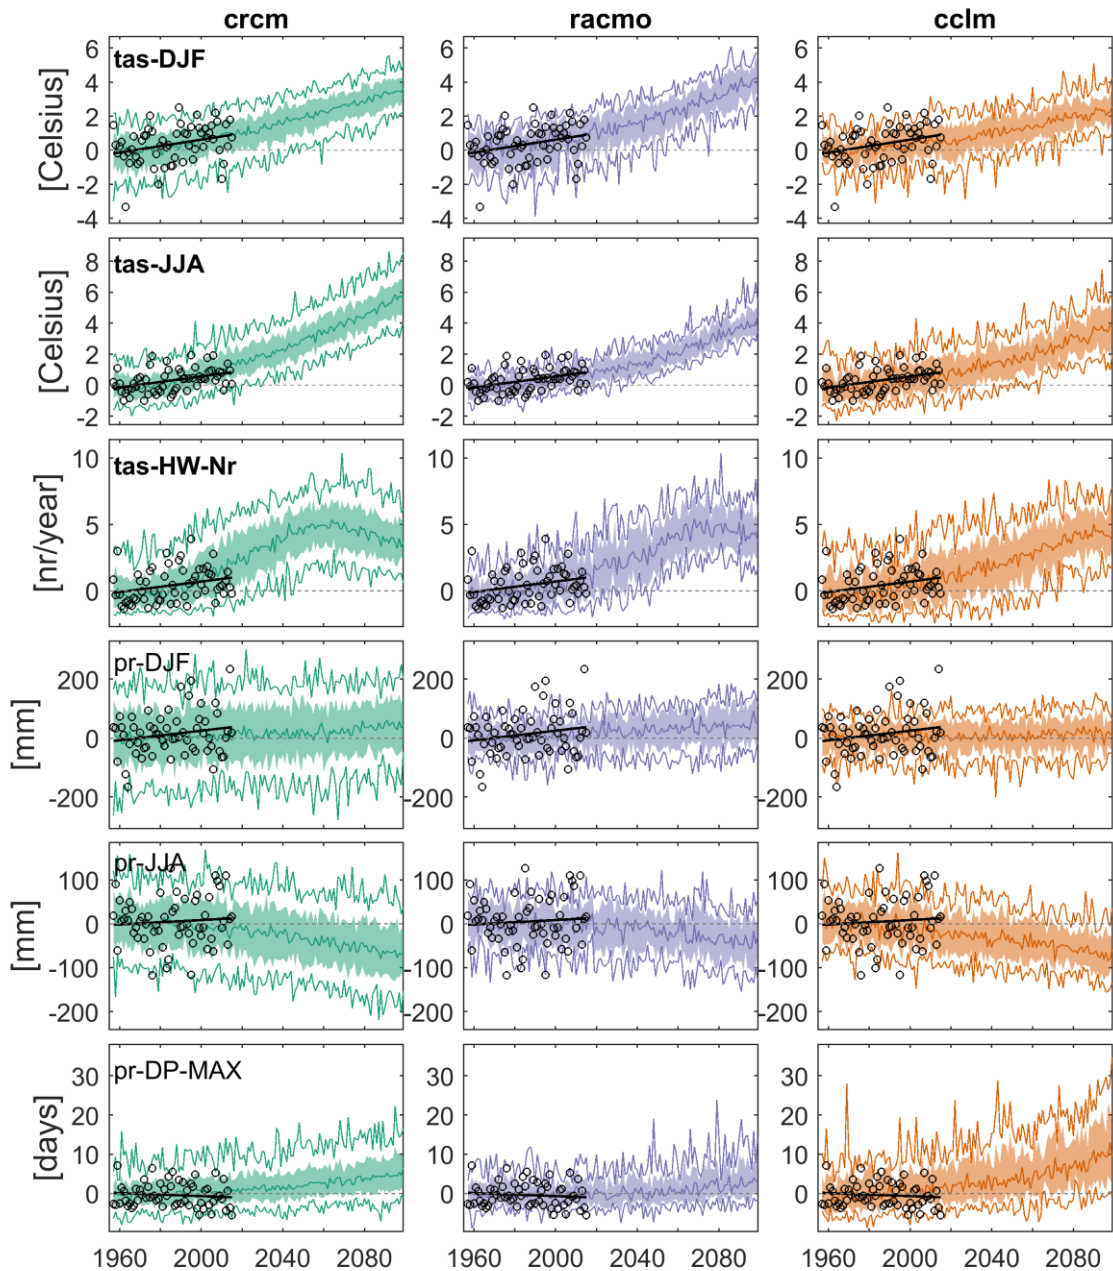 crcm racmo cclm
tas-DJF
[Celsius]
6 6 6
4 4 4
2 2 2
0 0 0
-2 -2 -2
-4 -4 -4
tas-JJA
[Celsius]
8 8 8
6 6 6
4 4 4
2 2 2
0 0 0
-2 -2 -2
tas-HW-Nr
[nr/year]
10 10 10
5 5 5
0 0 0
pr-DJF
[mm]
200 200 200
0 0 0
-200 -200 -200
pr-JJA
[mm]
100 100 100
0 0 0
-100 -100 -100
-200 -200 -200
pr-DP-MAX
[days]
30 30 30
20 20 20
10 10 10
0 0 0
1960 2000 2040 2080 1960 2000 2040 2080 1960 2000 2040 2080